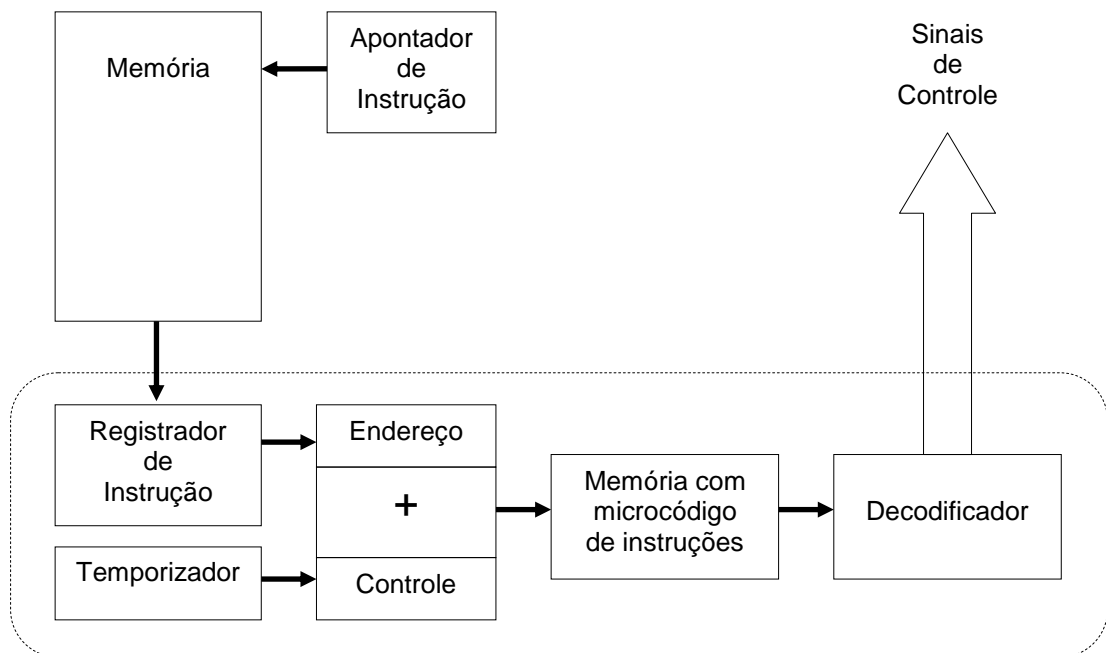 Memória
Apontador
de
Instrução
Sinais
de
Controle
Registrador
de
Instrução
Temporizador
Endereço
+
Controle
Memória com
microcódigo
de instruções
Decodificador